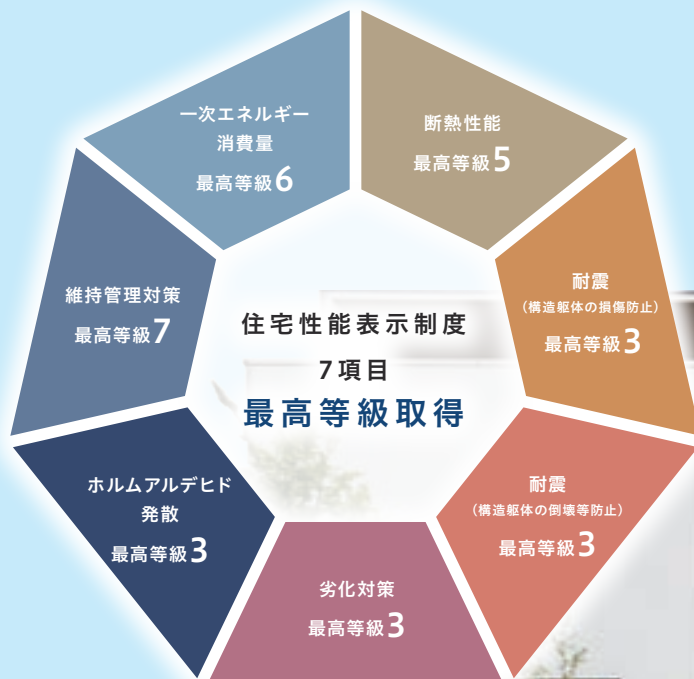 一次エネルギー
消費量
最高等級6
断熱性能
最高等級5
耐震
（構造躯体の損傷防止）
最高等級3
維持管理対策
最高等級7
住宅性能表示制度
7項目
最高等級取得
ホルムアルデヒド
発散
最高等級3
耐震
（構造躯体の倒壊等防止）
最高等級3
劣化対策
最高等級3